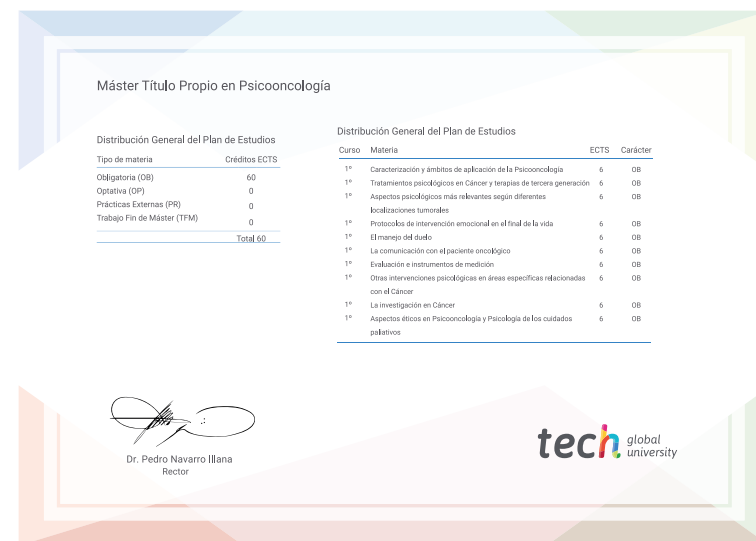 Máster Título Propio en Psicooncología
Distribución General del Plan de Estudios
Tipo de materia Créditos ECTS
Obligatoria (OB) 60
Optativa (OP) 0
Prácticas Externas (PR) 0
Trabajo Fin de Máster (TFM) 0
Total 60
Distribución General del Plan de Estudios
Curso Materia ECTS Carácter
1º Caracterización y ámbitos de aplicación de la Psicooncología 6 OB
1º Tratamientos psicológicos en Cáncer y terapias de tercera generación 6 OB
1º Aspectos psicológicos más relevantes según diferentes 6 OB
localizaciones tumorales
1º Protocolos de intervención emocional en el final de la vida 6 OB
1º El manejo del duelo 6 OB
1º La comunicación con el paciente oncológico 6 OB
1º Evaluación e instrumentos de medición 6 OB
1º Otras intervenciones psicológicas en áreas específicas relacionadas 6 OB
con el Cáncer
1º La investigación en Cáncer 6 OB
1º Aspectos éticos en Psicooncología y Psicología de los cuidados 6 OB
paliativos
Dr. Pedro Navarro Illana
Rector
tech global
university